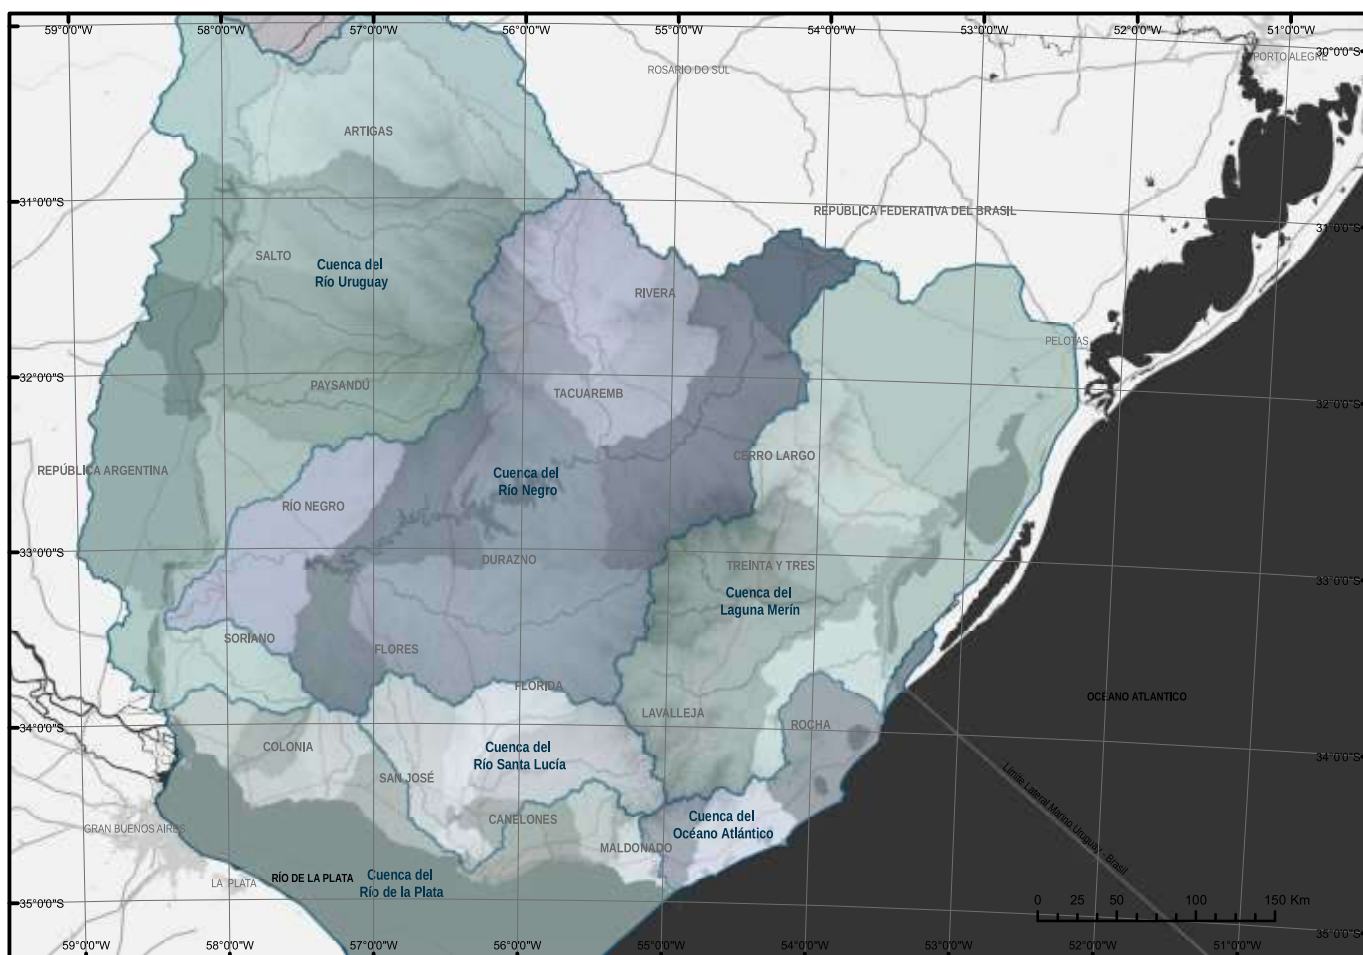 59°0'0"W
58°0'0"W
57°0'0"W
56°0'0"W
55°0'0"W
54°0'0"W
53°0'0"W
52°0'0"W
51°0'0"W
30°0'0"S
PORTO ALEGRE
ROSARIO DO SUL
ARTIGAS
31°0'0"S
REPÚBLICA FEDERATIVA DEL BRASIL
31°0'0"S
SALTO
Cuenca del
Río Uruguay
RIVERA
PELOTAS
32°0'0"S
PAYSANDÚ
TACUAREMB
32°0'0"S
REPÚBLICA ARGENTINA
CERRO LARGO
Cuenca del
Río Negro
RÍO NEGRO
33°0'0"S
DURAZNO
TREINTA Y TRES
33°0'0"S
Cuenca del
Laguna Merín
SORIANO
FLORES
FLORIDA
OCEANO ATLANTICO
LAVALLEJA
ROCHA
34°0'0"S
COLONIA
Cuenca del
Río Santa Lucía
34°0'0"S
SAN JOSÉ
Límite Lateral Marino Uruguay - Brasil
CANELONES
Cuenca del
Océano Atlántico
GRAN BUENOS AIRES
MALDONADO
LA PLATA
RÍO DE LA PLATA
Cuenca del
Río de la Plata
0 25 50 100 150 Km
35°0'0"S
35°0'0"S
59°0'0"W
58°0'0"W
57°0'0"W
56°0'0"W
55°0'0"W
54°0'0"W
53°0'0"W
52°0'0"W
51°0'0"W